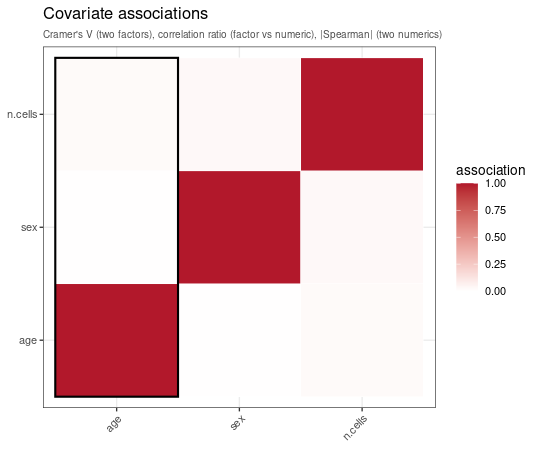 Covariate associations
Cramer's V (two factors), correlation ratio (factor vs numeric), |Spearman| (two numerics)
n.cells
sex
age
age
sex
n.cells
association
1.00
0.75
0.50
0.25
0.00